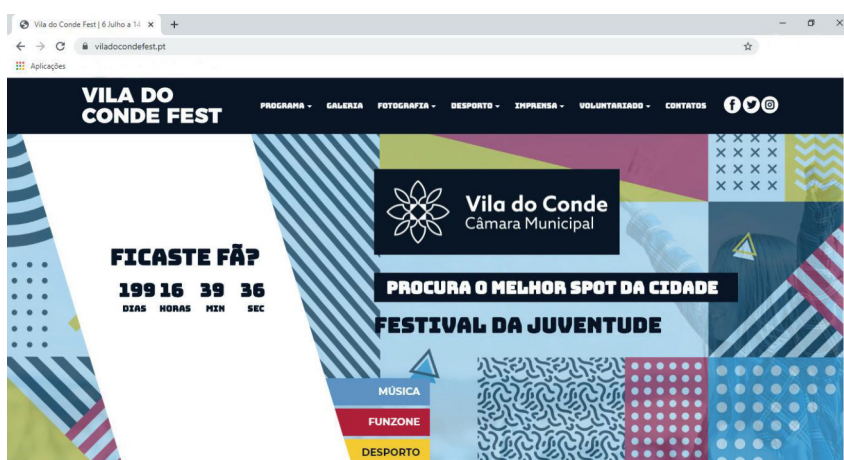 Vila do Conde Fest | 6 Julho a 14
viladocondefest.pt
Aplicações
VILA DO
CONDE FEST
PROGRAMA GALERIA FOTOGRAFIA DESPORTO IMPRENSA VOLUNTARIADO CONTATOS
Vila do Conde
Câmara Municipal
FICASTE FÃ?
199 16 39 36
DIAS HORAS MIN SEC
PROCURA O MELHOR SPOT DA CIDADE
FESTIVAL DA JUVENTUDE
MÚSICA
FUNZONE
DESPORTO